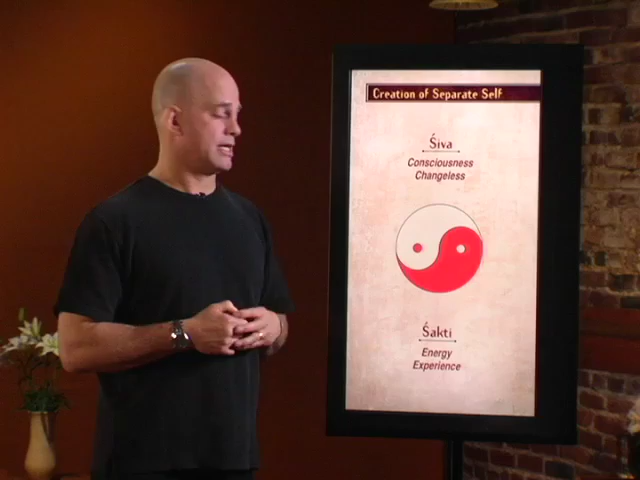 Creation of Separate Self
Śiva
Consciousness
Changeless
Śakti
Energy
Experience